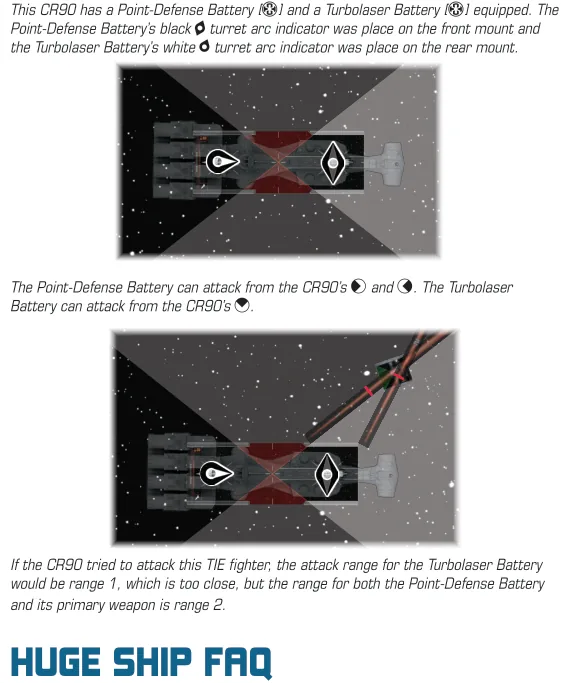 This CR90 has a Point-Defense Battery [] and a Turbolaser Battery [] equipped. The
Point-Defense Battery's black turret arc indicator was place on the front mount and
the Turbolaser Battery's white turret arc indicator was place on the rear mount.
The Point-Defense Battery can attack from the CR90's and . The Turbolaser
Battery can attack from the CR90's .
If the CR90 tried to attack this TIE fighter, the attack range for the Turbolaser Battery
would be range 1, which is too close, but the range for both the Point-Defense Battery
and its primary weapon is range 2.
HUGE SHIP FAQ